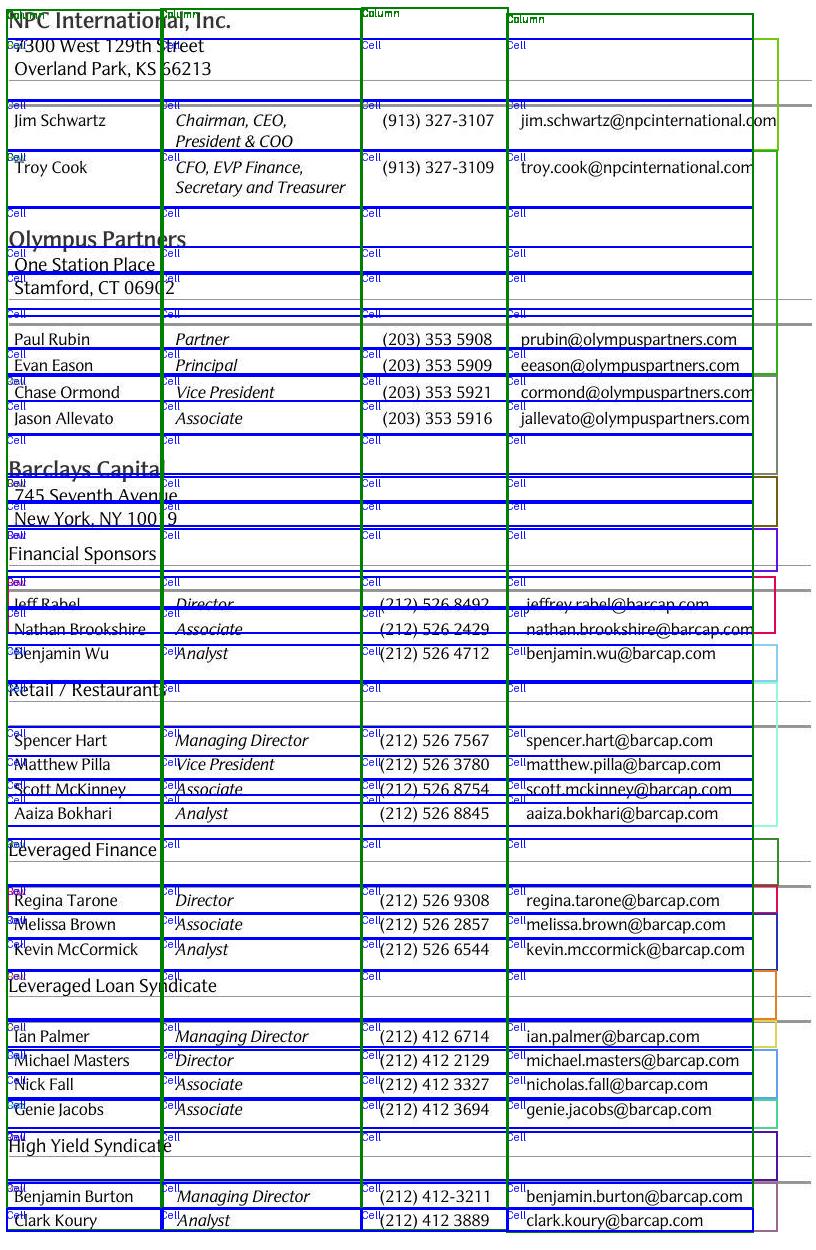 NPC International, Inc.
7300 West 129th Street
Overland Park, KS 66213
Jim Schwartz Chairman, CEO, (913) 327-3107 jim.schwartz@npcinternational.com
President & COO
Troy Cook CFO, EVP Finance, (913) 327-3109 troy.cook@npcinternational.com
Secretary and Treasurer
Olympus Partners
One Station Place
Stamford, CT 06902
Paul Rubin Partner (203) 353 5908 prubin@olympuspartners.com
Evan Eason Principal (203) 353 5909 eeason@olympuspartners.com
Chase Ormond Vice President (203) 353 5921 cormond@olympuspartners.com
Jason Allevato Associate (203) 353 5916 jallevato@olympuspartners.com
Barclays Capital
745 Seventh Avenue
New York, NY 10019
Financial Sponsors
Jeff Rabel Director (212) 526 8492 jeffrey.rabel@barcap.com
Nathan Brookshire Associate (212) 526 2429 nathan.brookshire@barcap.com
Benjamin Wu Analyst (212) 526 4712 benjamin.wu@barcap.com
Retail / Restaurants
Spencer Hart Managing Director (212) 526 7567 spencer.hart@barcap.com
Matthew Pilla Vice President (212) 526 3780 matthew.pilla@barcap.com
Scott McKinney Associate (212) 526 8754 scott.mckinney@barcap.com
Aaiza Bokhari Analyst (212) 526 8845 aaiza.bokhari@barcap.com
Leveraged Finance
Regina Tarone Director (212) 526 9308 regina.tarone@barcap.com
Melissa Brown Associate (212) 526 2857 melissa.brown@barcap.com
Kevin McCormick Analyst (212) 526 6544 kevin.mccormick@barcap.com
Leveraged Loan Syndicate
Ian Palmer Managing Director (212) 412 6714 ian.palmer@barcap.com
Michael Masters Director (212) 412 2129 michael.masters@barcap.com
Nick Fall Associate (212) 412 3327 nicholas.fall@barcap.com
Genie Jacobs Associate (212) 412 3694 genie.jacobs@barcap.com
High Yield Syndicate
Benjamin Burton Managing Director (212) 412-3211 benjamin.burton@barcap.com
Clark Koury Analyst (212) 412 3889 clark.koury@barcap.com